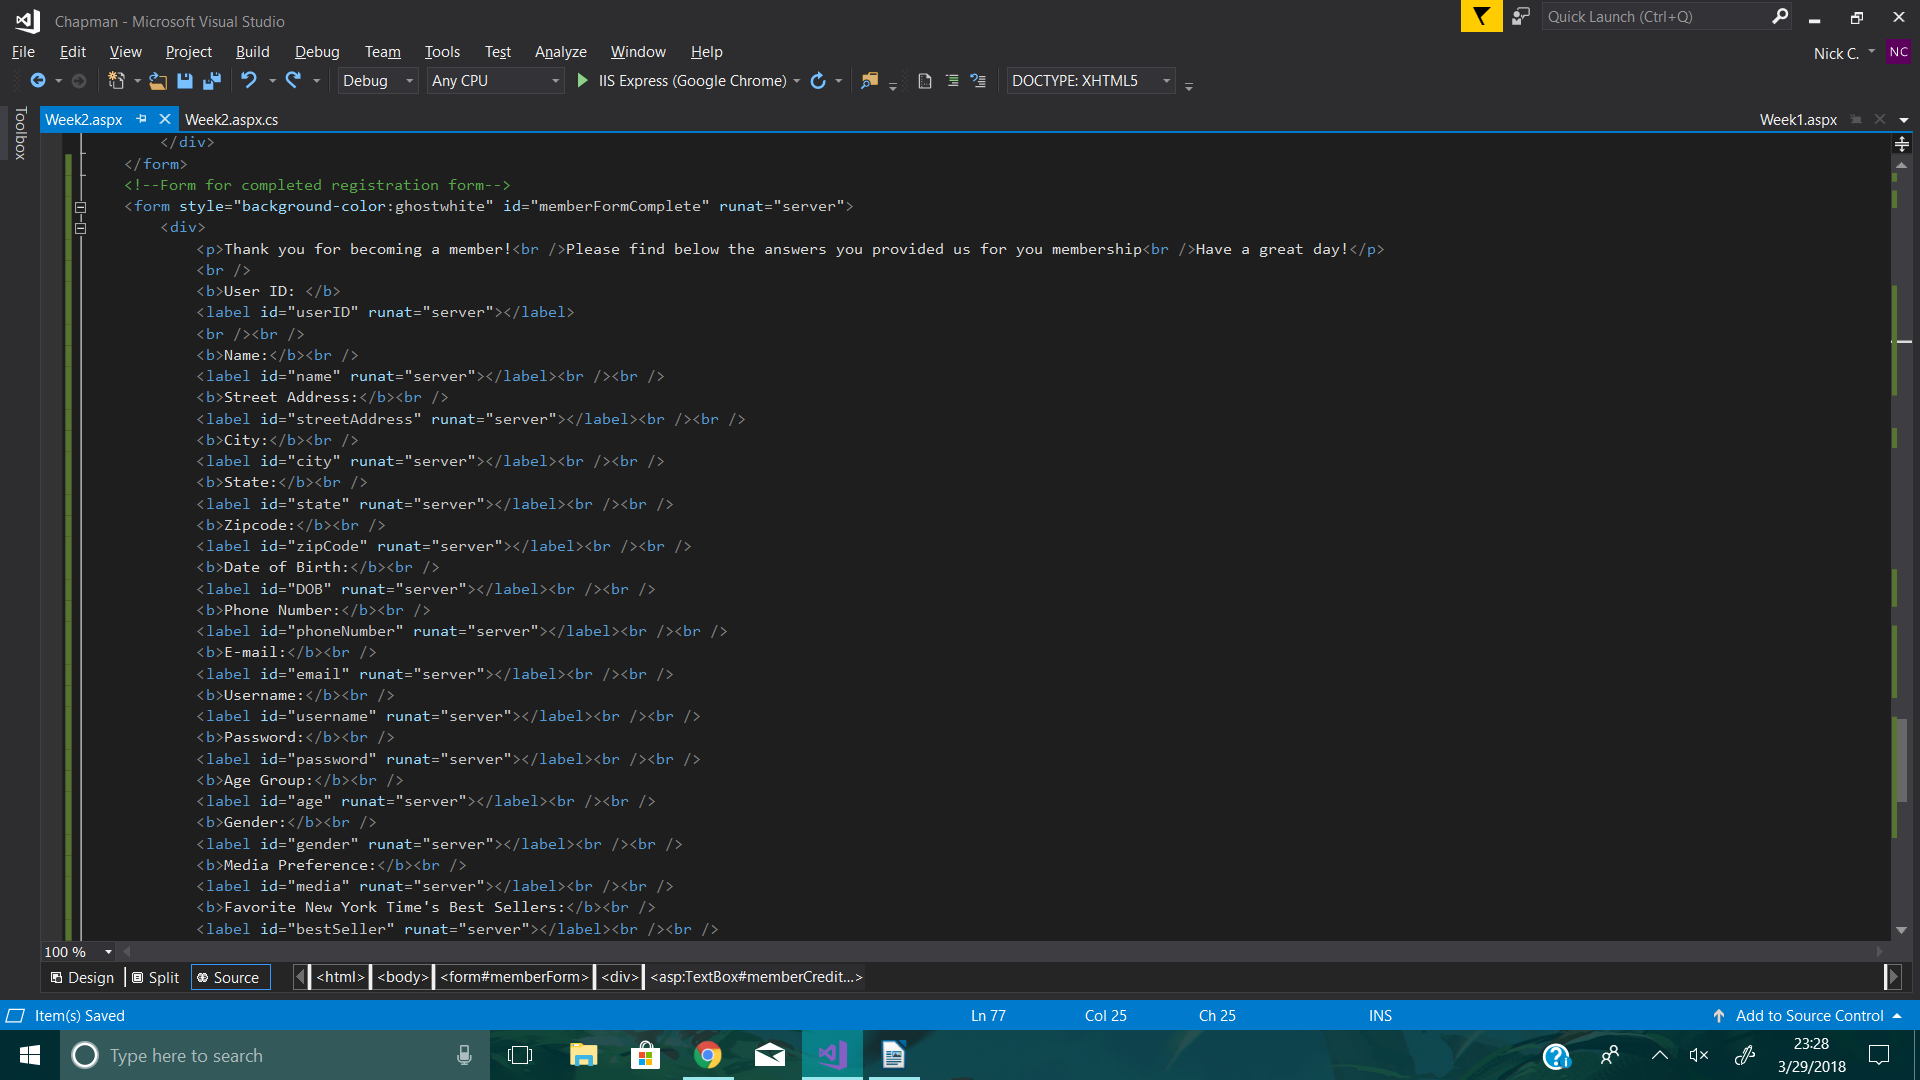 Chapman - Microsoft Visual Studio
Quick Launch (Ctrl+Q)
File Edit View Project Build Debug Team Tools Test Analyze Window Help
Nick C. NC
Debug Any CPU IIS Express (Google Chrome) DOCTYPE: XHTML5
Toolbox
Week2.aspx Week2.aspx.cs Week1.aspx
</div>
</form>
<!--Form for completed registration form-->
<form style="background-color:ghostwhite" id="memberFormComplete" runat="server">
<div>
<p>Thank you for becoming a member!<br />Please find below the answers you provided us for you membership<br />Have a great day!</p>
<br />
<b>User ID: </b>
<label id="userID" runat="server"></label>
<br /><br />
<b>Name:</b><br />
<label id="name" runat="server"></label><br /><br />
<b>Street Address:</b><br />
<label id="streetAddress" runat="server"></label><br /><br />
<b>City:</b><br />
<label id="city" runat="server"></label><br /><br />
<b>State:</b><br />
<label id="state" runat="server"></label><br /><br />
<b>Zipcode:</b><br />
<label id="zipCode" runat="server"></label><br /><br />
<b>Date of Birth:</b><br />
<label id="DOB" runat="server"></label><br /><br />
<b>Phone Number:</b><br />
<label id="phoneNumber" runat="server"></label><br /><br />
<b>E-mail:</b><br />
<label id="email" runat="server"></label><br /><br />
<b>Username:</b><br />
<label id="username" runat="server"></label><br /><br />
<b>Password:</b><br />
<label id="password" runat="server"></label><br /><br />
<b>Age Group:</b><br />
<label id="age" runat="server"></label><br /><br />
<b>Gender:</b><br />
<label id="gender" runat="server"></label><br /><br />
<b>Media Preference:</b><br />
<label id="media" runat="server"></label><br /><br />
<b>Favorite New York Time's Best Sellers:</b><br />
<label id="bestSeller" runat="server"></label><br /><br />
100 %
Design Split Source <html> <body> <form#memberForm> <div> <asp:TextBox#memberCredit...>
Item(s) Saved Ln 77 Col 25 Ch 25 INS Add to Source Control
Type here to search
23:28
3/29/2018